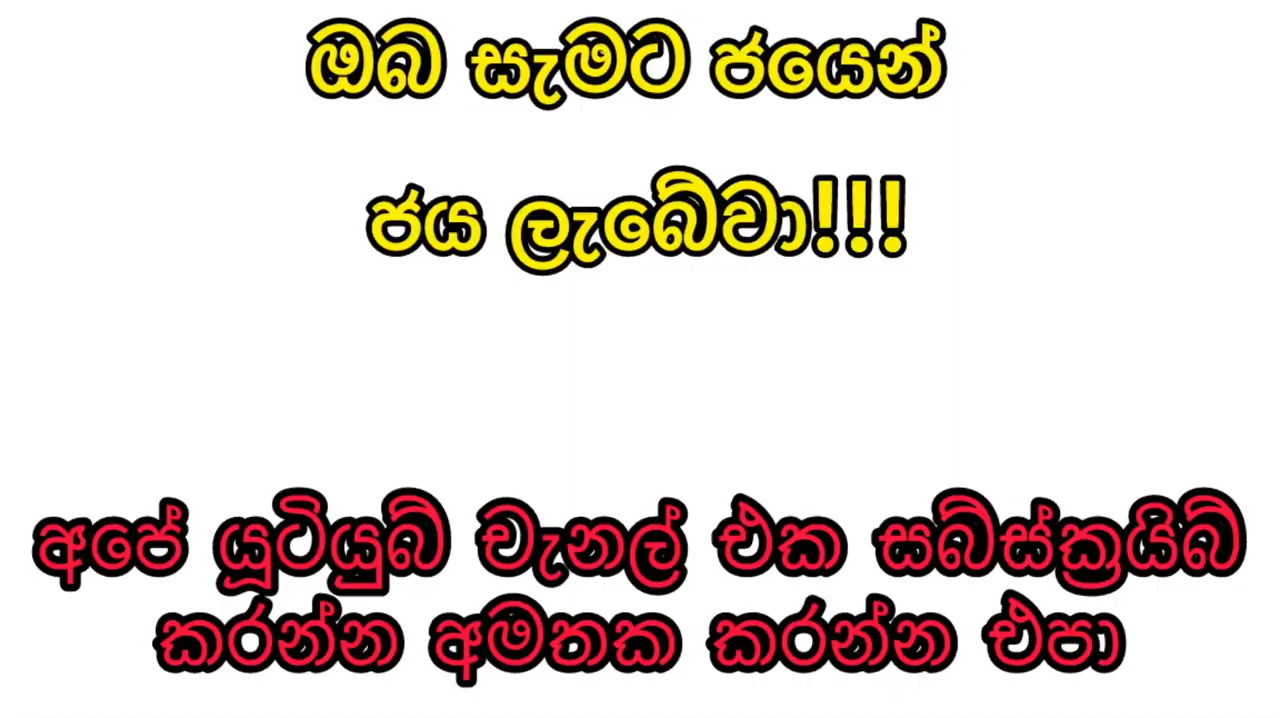 ඔබ සැමට ජයෙන්
ජය ලැබේවා!!!
අපේ යූටියුබ් චැනල් එක සබ්ස්ක්‍රයිබ්
කරන්න අමතක කරන්න එපා